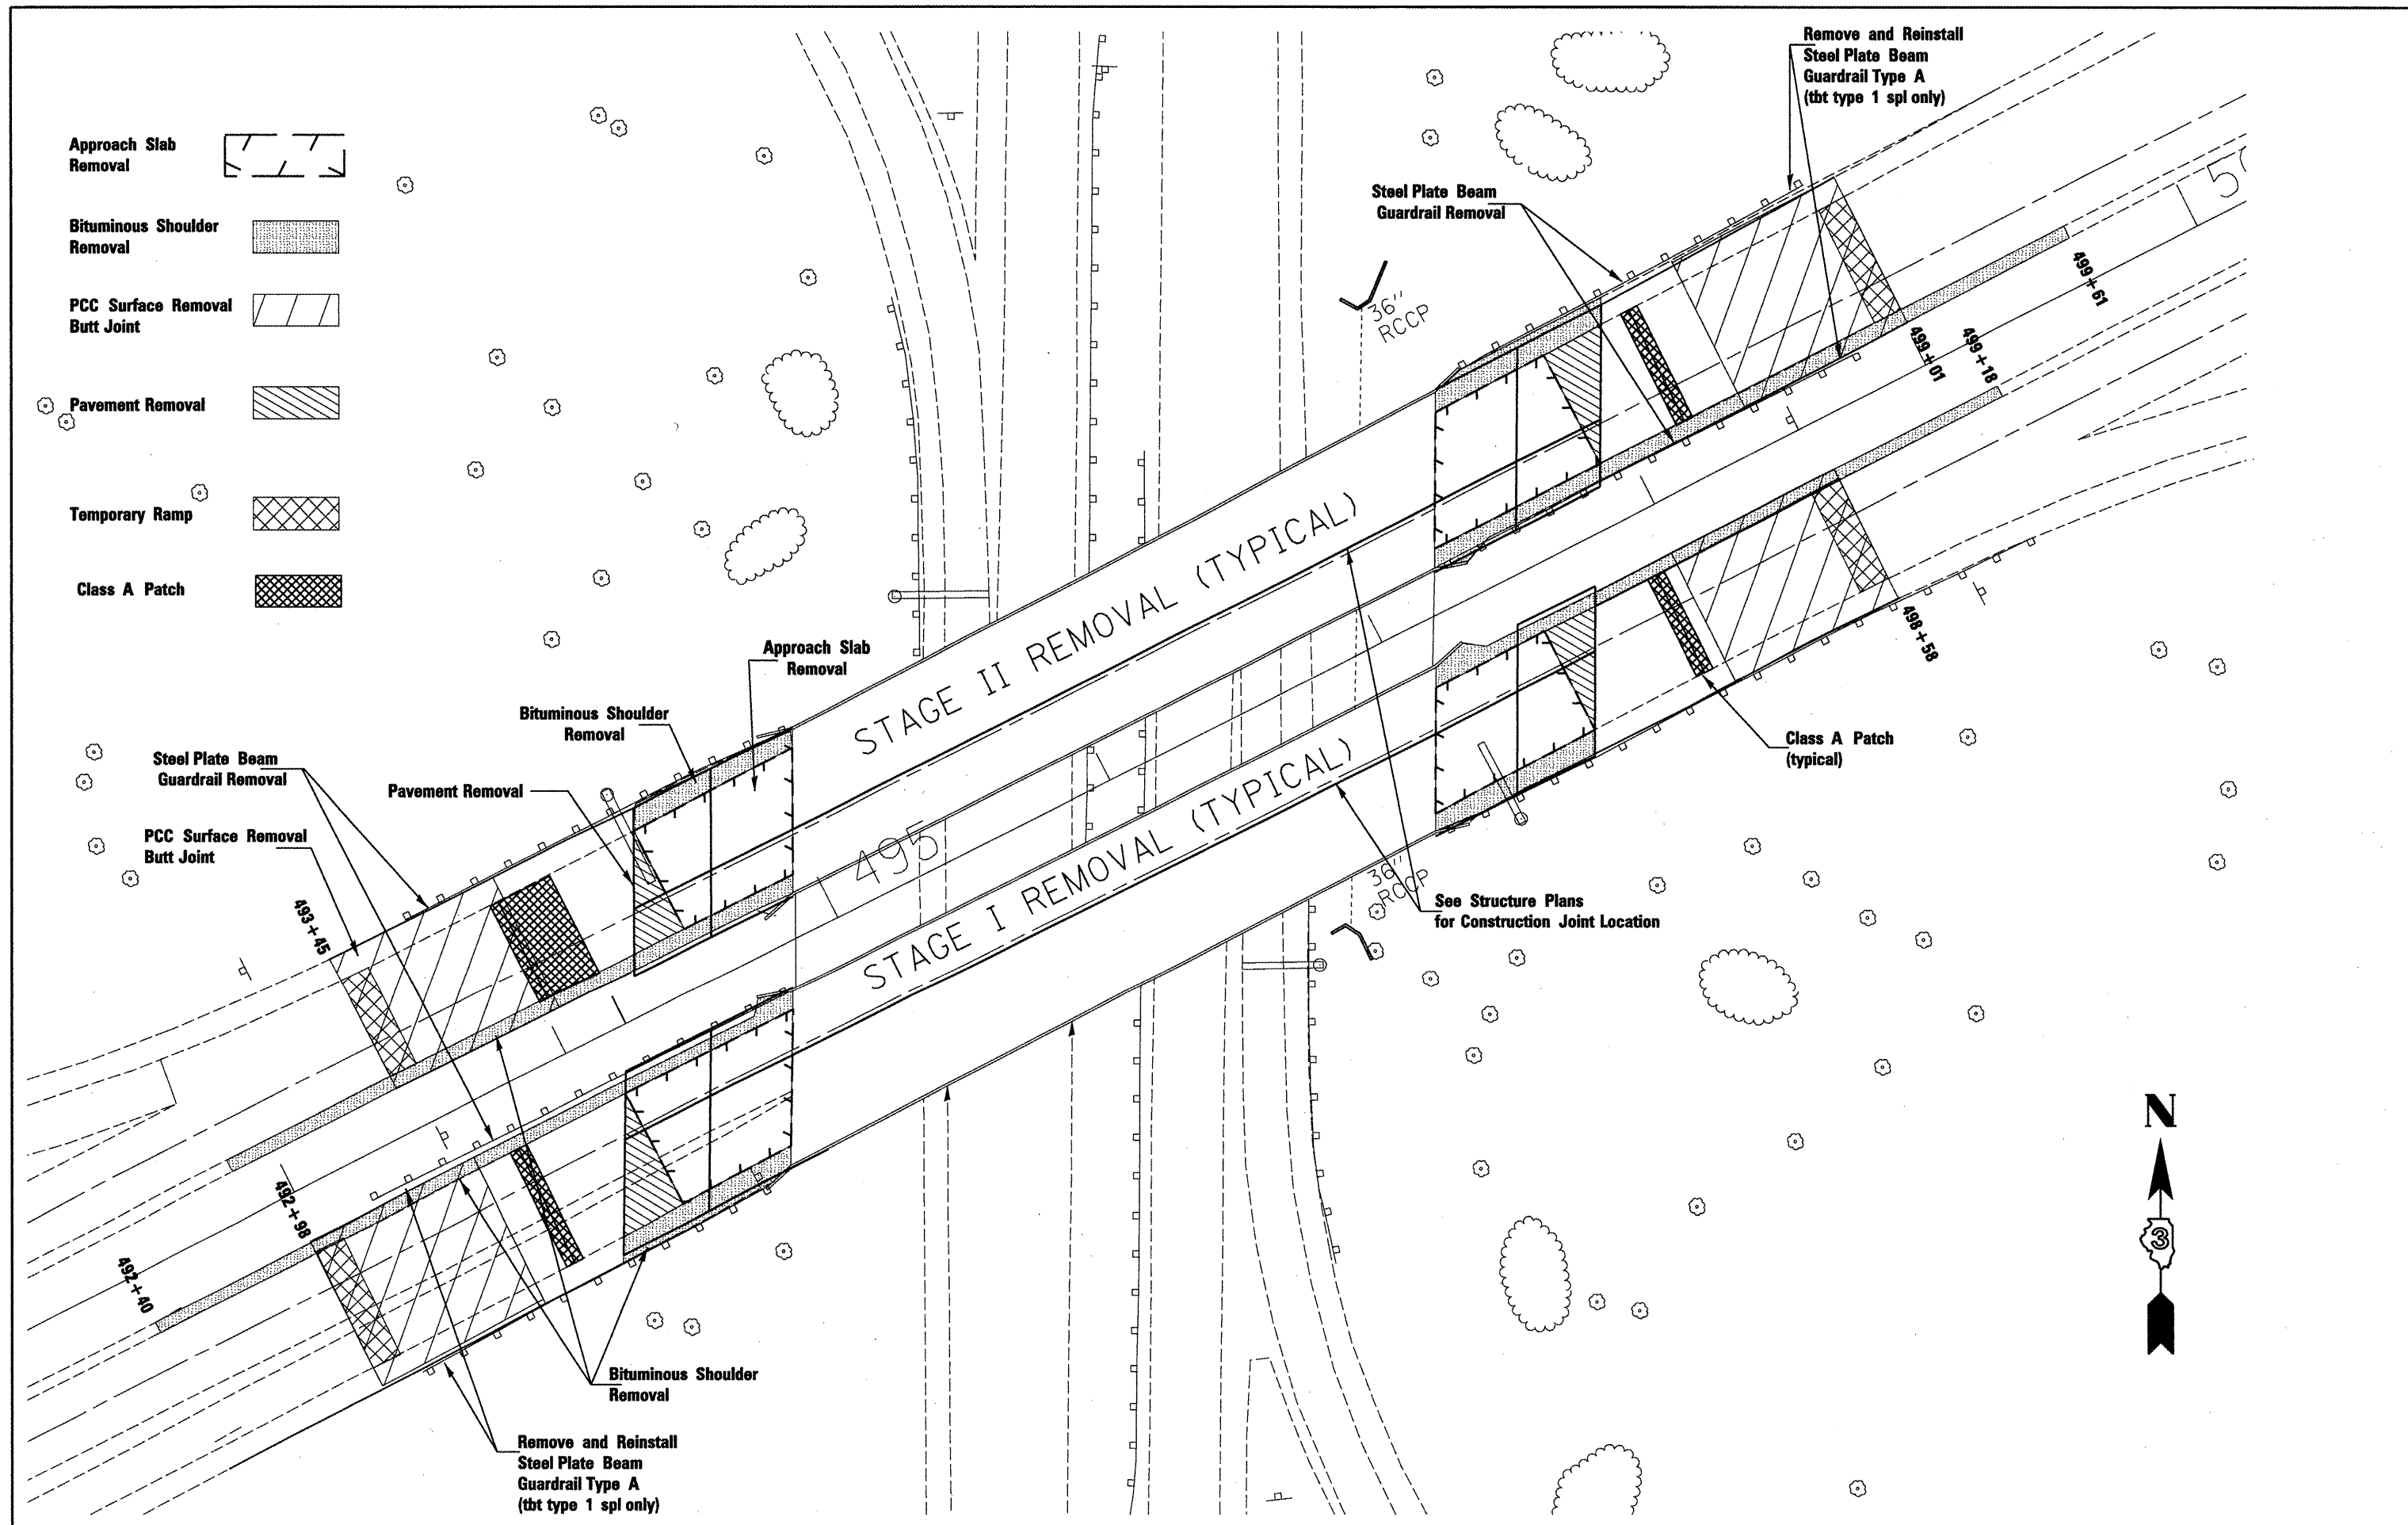 Approach Slab
Removal
Bituminous Shoulder
Removal
PCC Surface Removal
Butt Joint
Pavement Removal
Temporary Ramp
Class A Patch
Remove and Reinstall
Steel Plate Beam
Guardrail Type A
(tbt type 1 spl only)
Steel Plate Beam
Guardrail Removal
36"
RCCP
499+61
499+18
499+01
498+58
STAGE II REMOVAL (TYPICAL)
Approach Slab
Removal
Bituminous Shoulder
Removal
Steel Plate Beam
Guardrail Removal
Pavement Removal
PCC Surface Removal
Butt Joint
Class A Patch
(typical)
495
STAGE I REMOVAL (TYPICAL)
36"
RCCP
See Structure Plans
for Construction Joint Location
493+45
492+98
492+40
Bituminous Shoulder
Removal
Remove and Reinstall
Steel Plate Beam
Guardrail Type A
(tbt type 1 spl only)
N
3